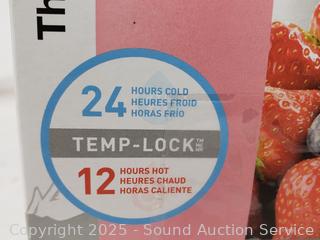 Th
24 HOURS COLD
HEURES FROID
HORAS FRÍO
TEMP-LOCK
12 HOURS HOT
HEURES CHAUD
HORAS CALIENTE
Copyright 2025 - Sound Auction Service